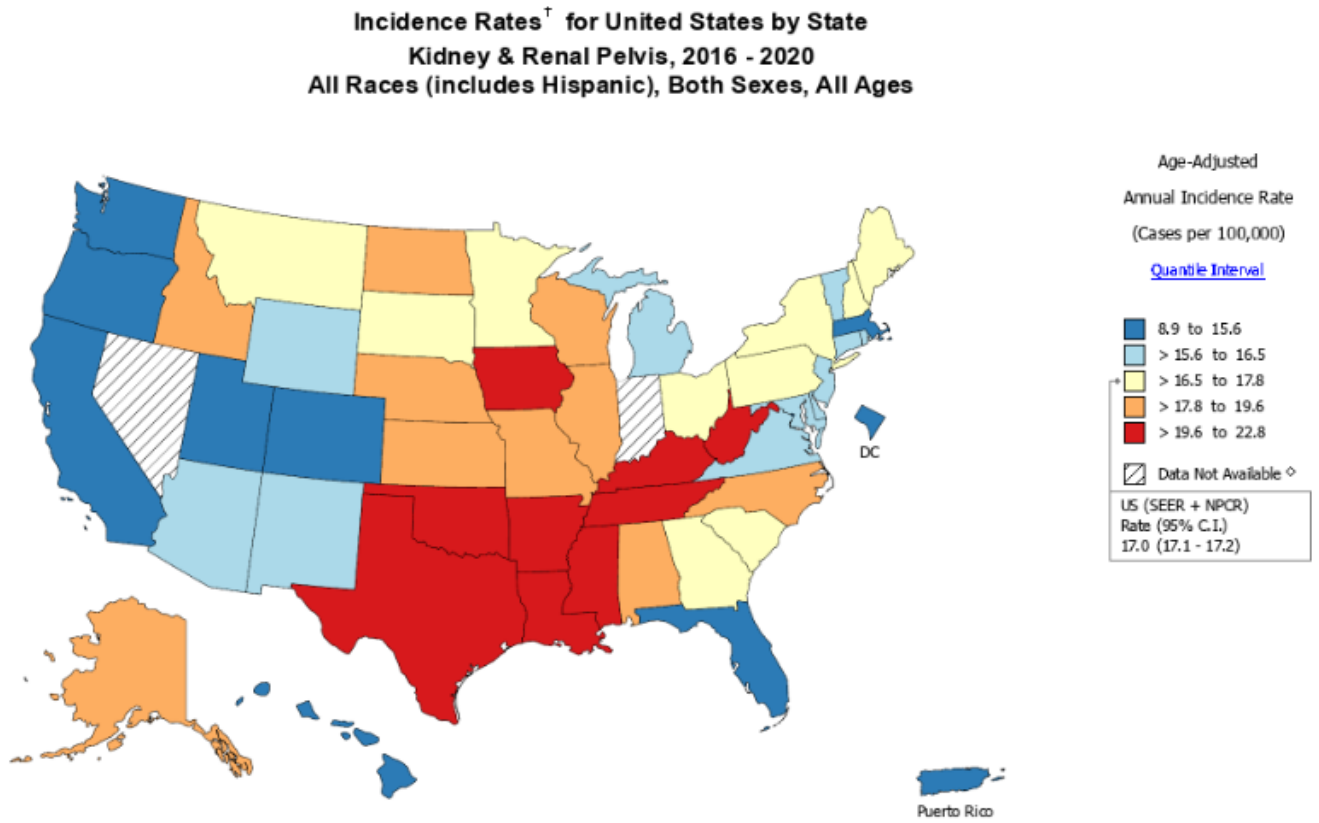 Incidence Rates† for United States by State
Kidney & Renal Pelvis, 2016 - 2020
All Races (includes Hispanic), Both Sexes, All Ages
Age-Adjusted
Annual Incidence Rate
(Cases per 100,000)
Quantile Interval
8.9 to 15.6
> 15.6 to 16.5
> 16.5 to 17.8
> 17.8 to 19.6
> 19.6 to 22.8
Data Not Available ◇
US (SEER + NPCR)
Rate (95% C.I.)
17.0 (17.1 - 17.2)
DC
Puerto Rico